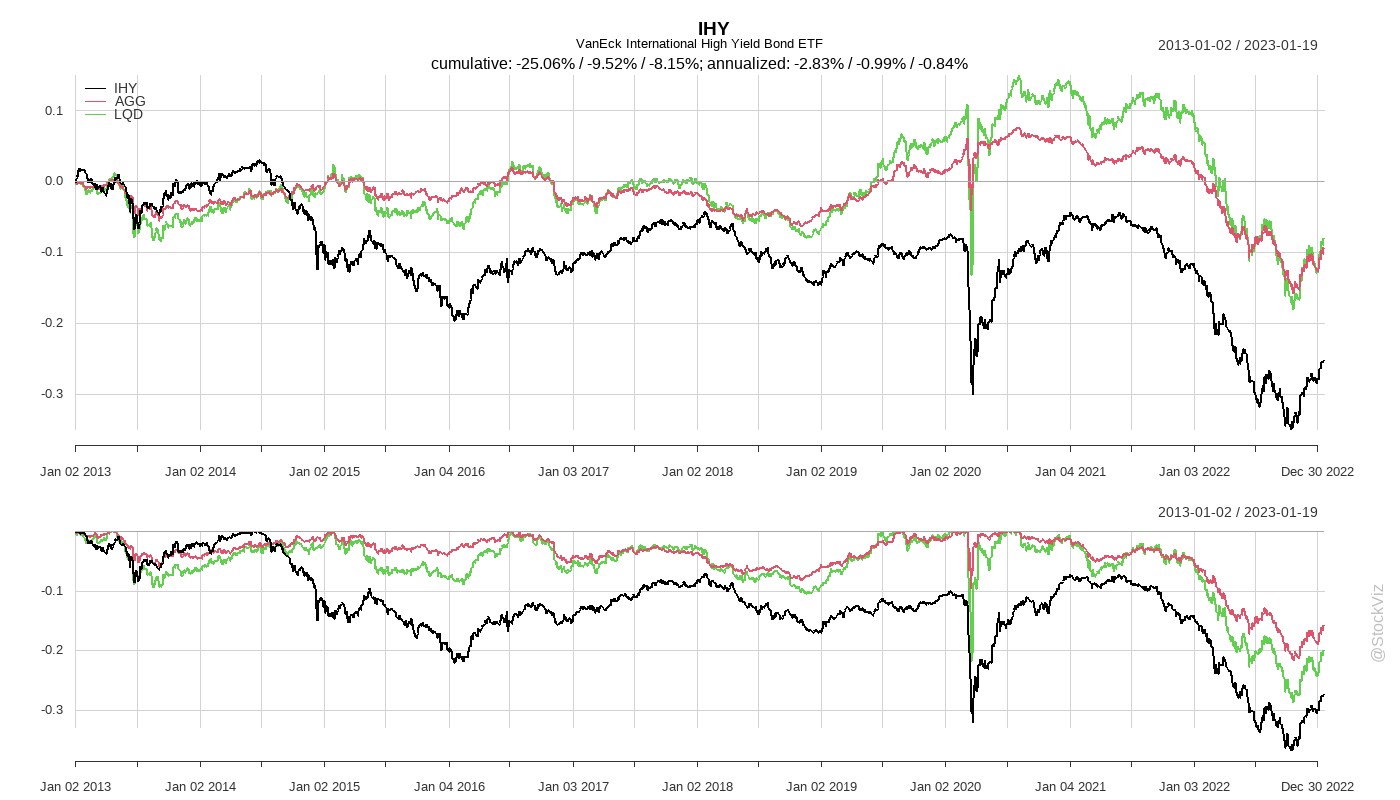 IHY
VanEck International High Yield Bond ETF
2013-01-02 / 2023-01-19
cumulative: -25.06% / -9.52% / -8.15%; annualized: -2.83% / -0.99% / -0.84%
IHY
AGG
LQD
0.1
0.0
-0.1
-0.2
-0.3
Jan 02 2013 Jan 02 2014 Jan 02 2015 Jan 04 2016 Jan 03 2017 Jan 02 2018 Jan 02 2019 Jan 02 2020 Jan 04 2021 Jan 03 2022 Dec 30 2022
2013-01-02 / 2023-01-19
-0.1
-0.2
-0.3
@StockViz
Jan 02 2013 Jan 02 2014 Jan 02 2015 Jan 04 2016 Jan 03 2017 Jan 02 2018 Jan 02 2019 Jan 02 2020 Jan 04 2021 Jan 03 2022 Dec 30 2022